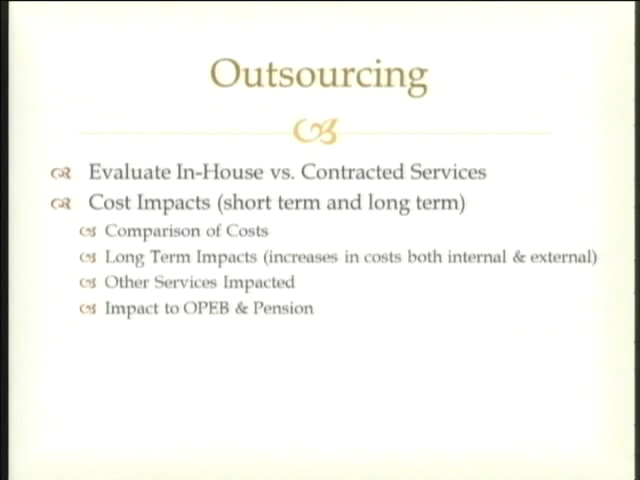 Outsourcing
Evaluate In-House vs. Contracted Services
Cost Impacts (short term and long term)
Comparison of Costs
Long Term Impacts (increases in costs both internal & external)
Other Services Impacted
Impact to OPEB & Pension